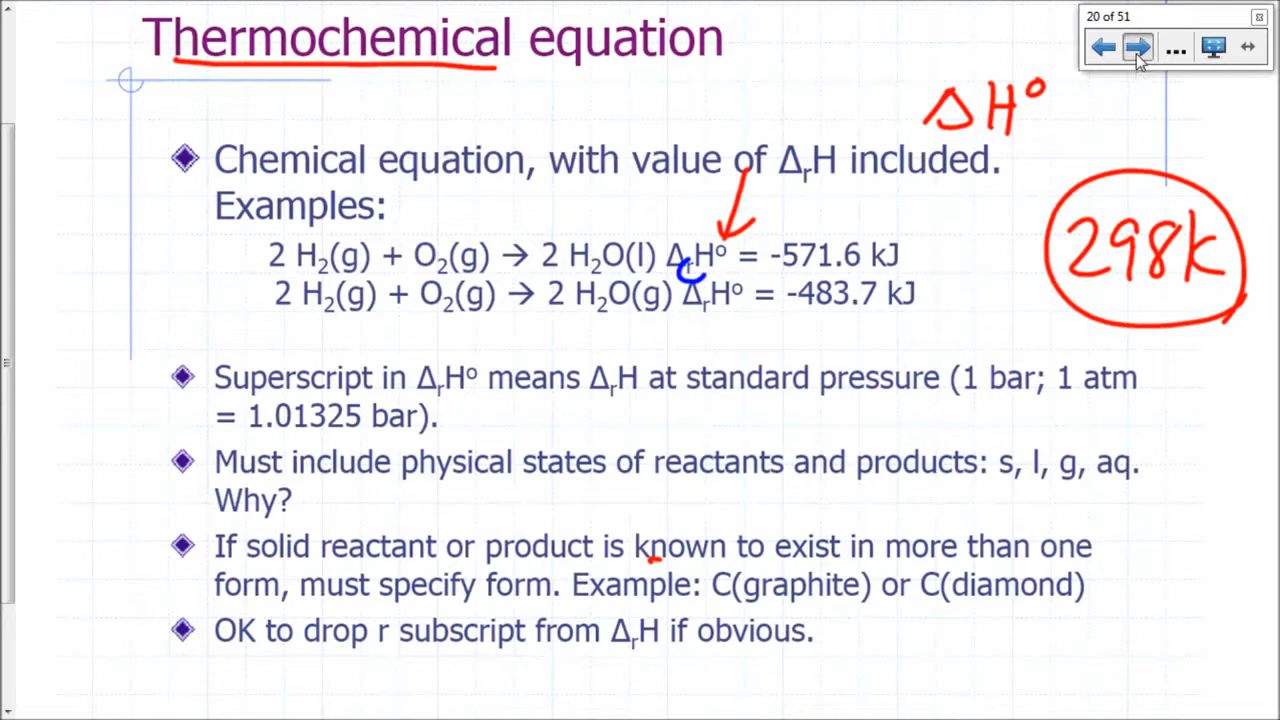 Thermochemical equation
20 of 51
ΔH°
Chemical equation, with value of ΔᵣH included.
Examples:
2 H₂(g) + O₂(g) → 2 H₂O(l) ΔᵣHᵒ = -571.6 kJ
2 H₂(g) + O₂(g) → 2 H₂O(g) ΔᵣHᵒ = -483.7 kJ
298K
Superscript in ΔᵣHᵒ means ΔᵣH at standard pressure (1 bar; 1 atm
= 1.01325 bar).
Must include physical states of reactants and products: s, l, g, aq.
Why?
If solid reactant or product is known to exist in more than one
form, must specify form. Example: C(graphite) or C(diamond)
OK to drop r subscript from ΔᵣH if obvious.